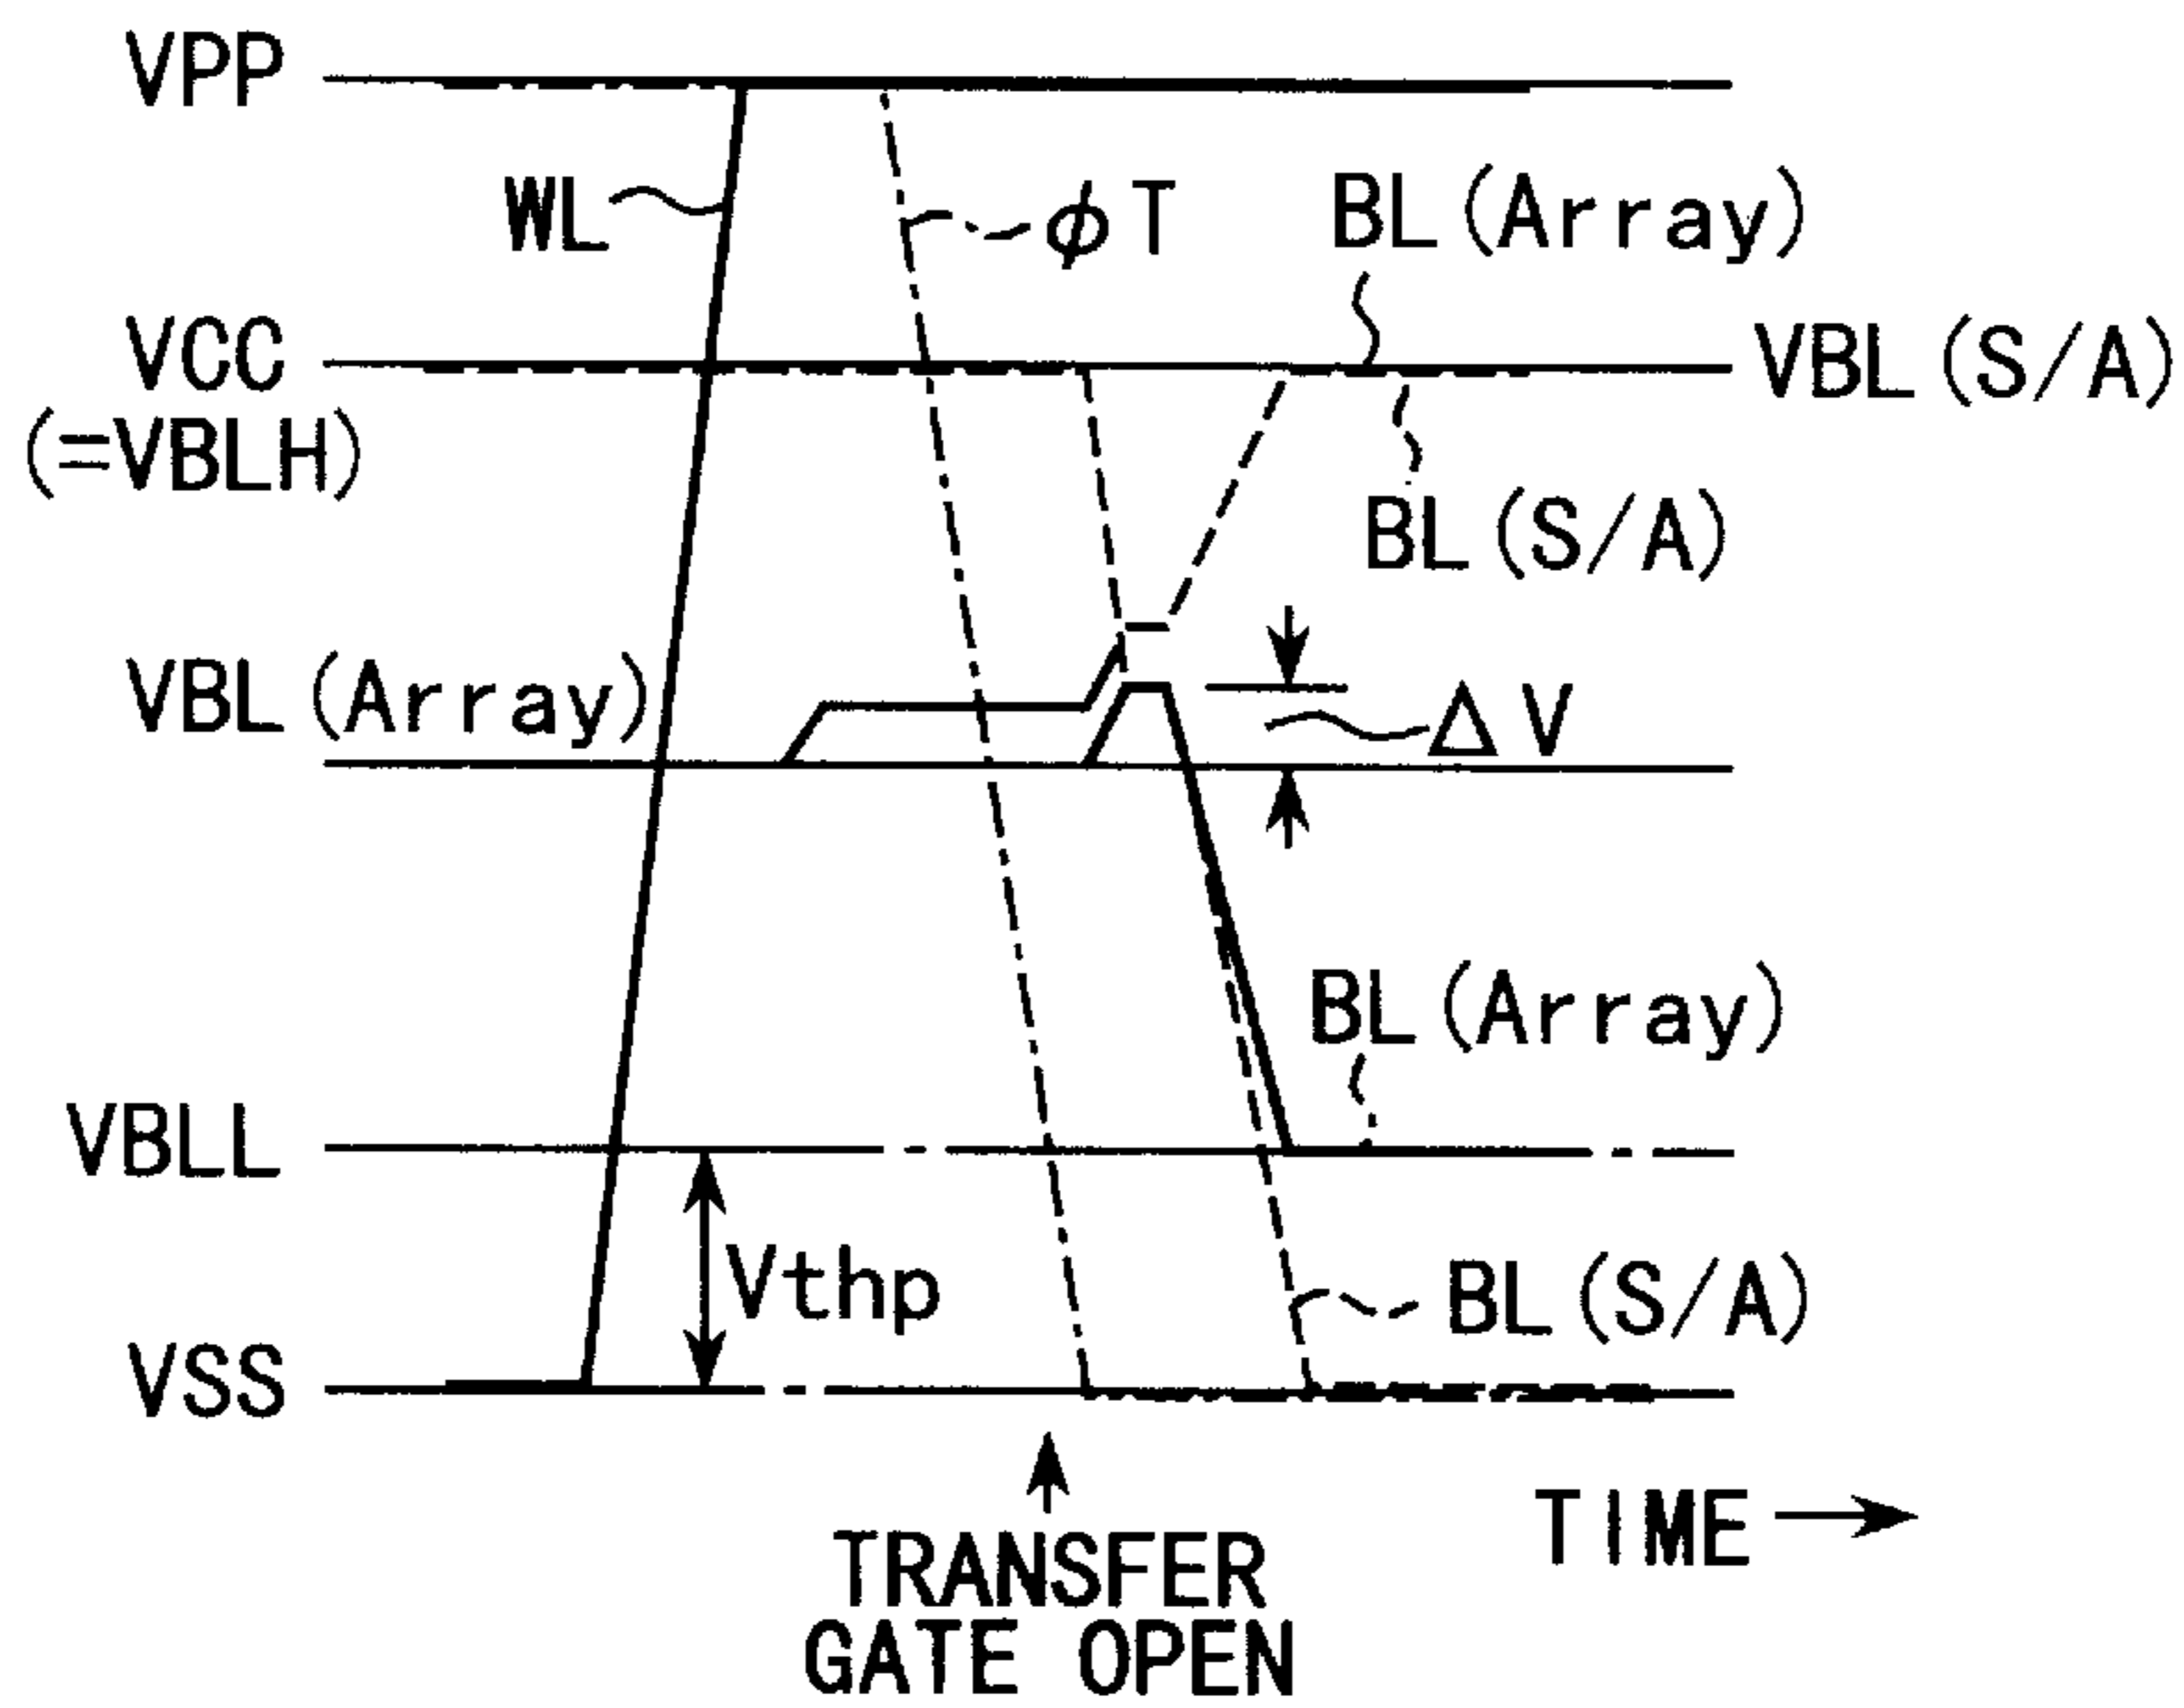 VPP
WL
ϕT
BL(Array)
VCC
(=VBLH)
VBL(S/A)
BL(S/A)
VBL(Array)
ΔV
BL(Array)
VBLL
Vthp
BL(S/A)
VSS
TRANSFER
GATE OPEN
TIME